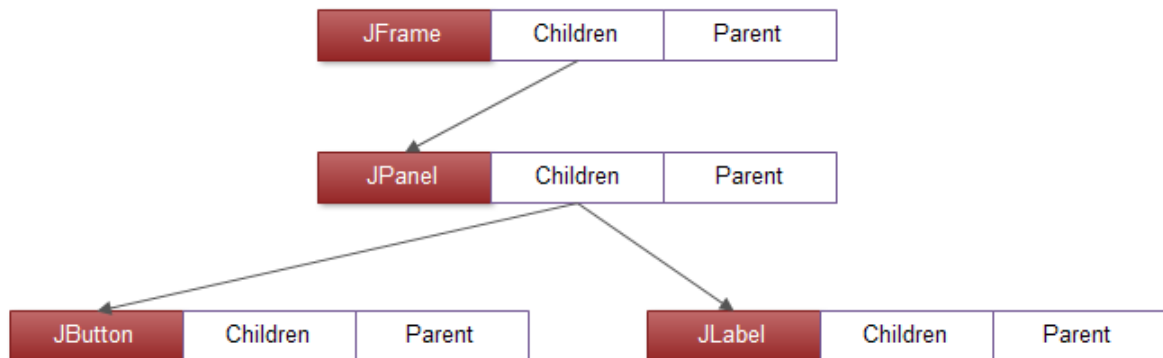 JFrame Children Parent
JPanel Children Parent
JButton Children Parent JLabel Children Parent